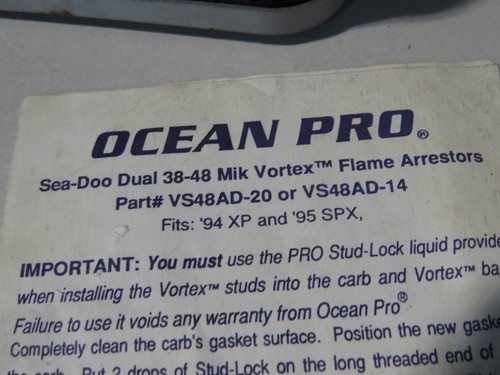 OCEAN PRO®
Sea-Doo Dual 38-48 Mik Vortex™ Flame Arrestors
Part# VS48AD-20 or VS48AD-14
Fits: '94 XP and '95 SPX,
IMPORTANT: You must use the PRO Stud-Lock liquid provide
when installing the Vortex™ studs into the carb and Vortex™ ba
Failure to use it voids any warranty from Ocean Pro®
Completely clean the carb's gasket surface. Position the new gaske
the carb. Put 2 drops of Stud-Lock on the long threaded end of